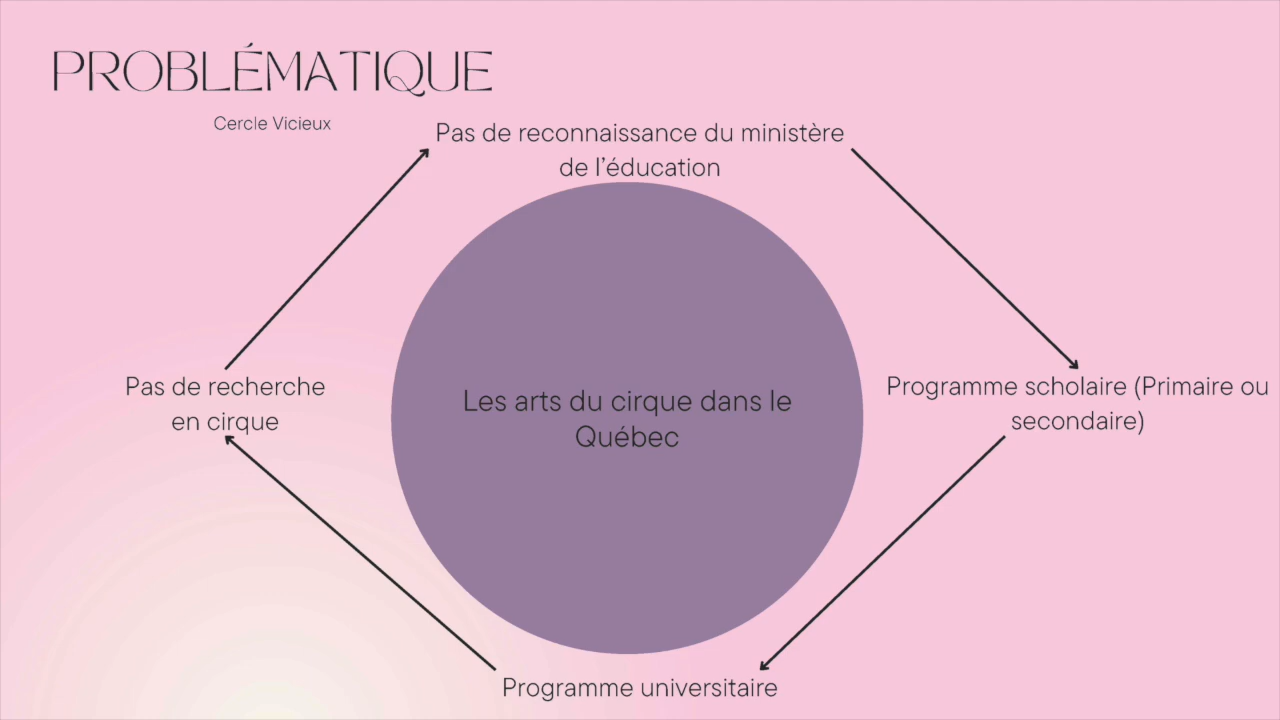 PROBLÉMATIQUE
Cercle Vicieux
Pas de reconnaissance du ministère
de l’éducation
Pas de recherche
en cirque
Les arts du cirque dans le
Québec
Programme scholaire (Primaire ou
secondaire)
Programme universitaire